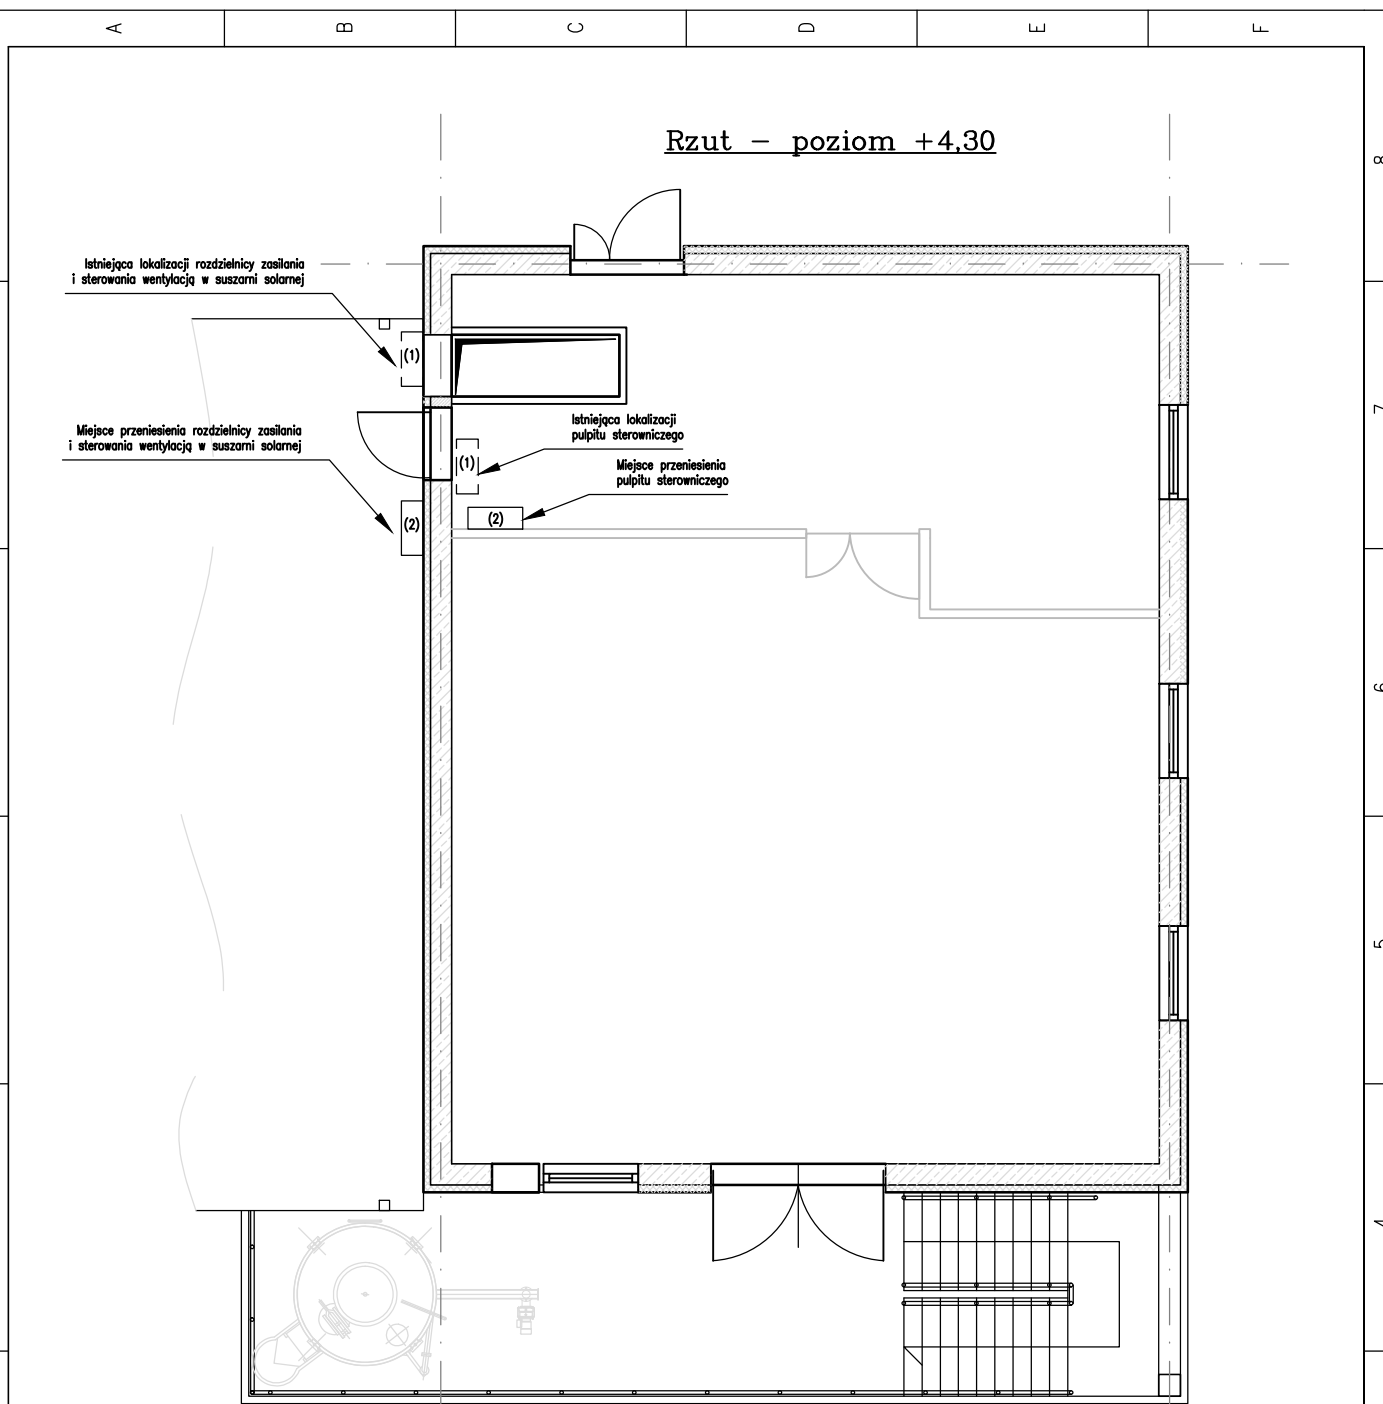 A B C D E F
Rzut – poziom +4,30
8
Istniejąca lokalizacji rozdzielnicy zasilania
i sterowania wentylacją w suszarni solarnej
(1)
7
Miejsce przeniesienia rozdzielnicy zasilania
i sterowania wentylacją w suszarni solarnej
(2)
Istniejąca lokalizacji
pulpitu sterowniczego
(1)
Miejsce przeniesienia
pulpitu sterowniczego
(2)
6
5
4